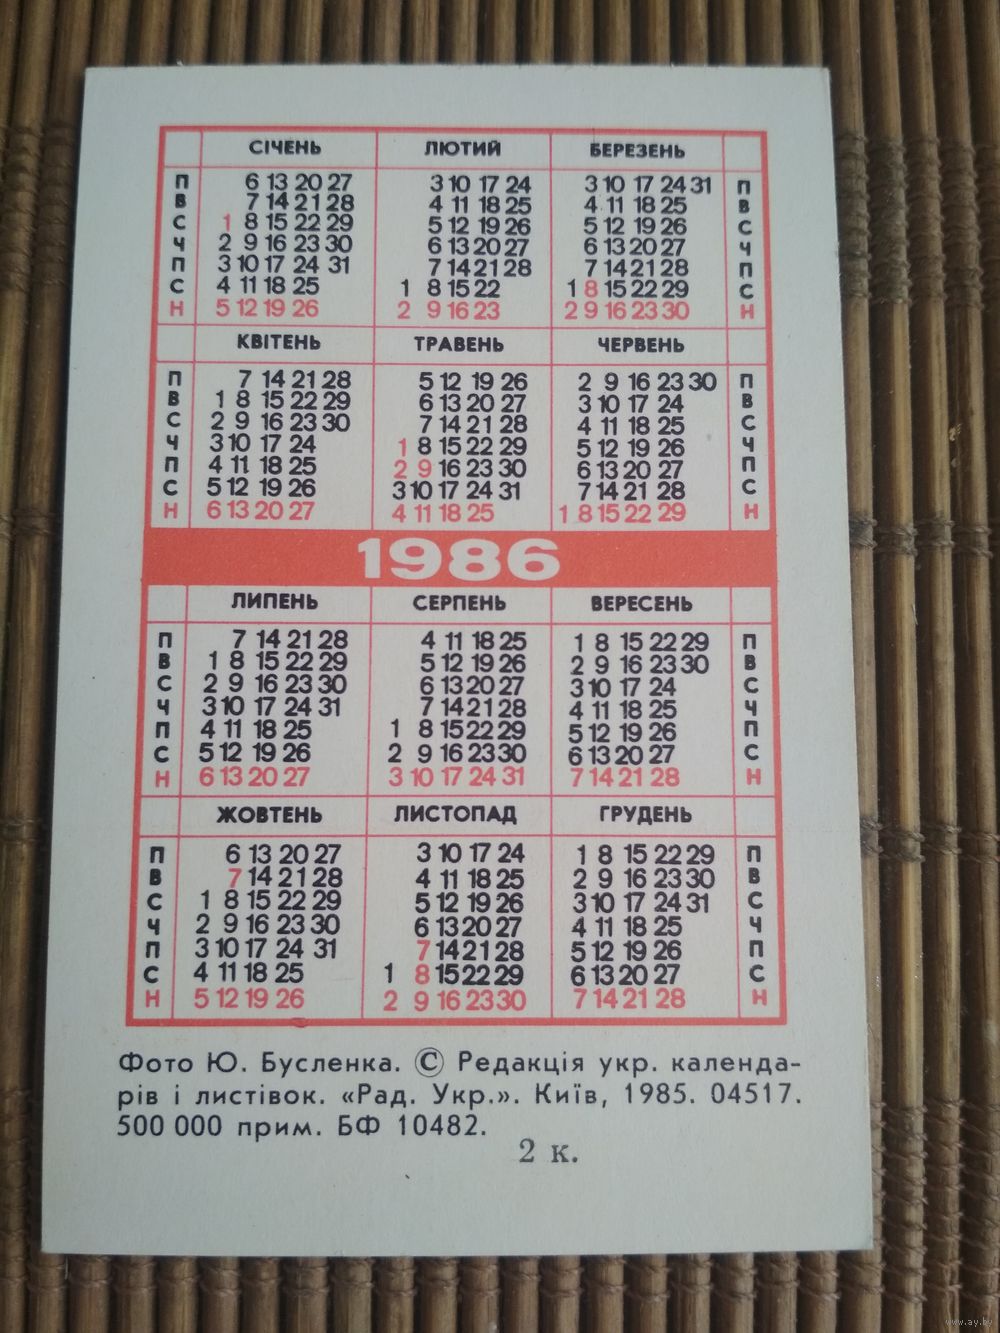 СІЧЕНЬ ЛЮТИЙ БЕРЕЗЕНЬ
П 6 13 20 27 3 10 17 24 3 10 17 24 31 П
В 7 14 21 28 4 11 18 25 4 11 18 25 В
С 1 8 15 22 29 5 12 19 26 5 12 19 26 С
Ч 2 9 16 23 30 6 13 20 27 6 13 20 27 Ч
П 3 10 17 24 31 7 14 21 28 7 14 21 28 П
С 4 11 18 25 1 8 15 22 1 8 15 22 29 С
Н 5 12 19 26 2 9 16 23 2 9 16 23 30 Н
КВІТЕНЬ ТРАВЕНЬ ЧЕРВЕНЬ
П 7 14 21 28 5 12 19 26 2 9 16 23 30 П
В 1 8 15 22 29 6 13 20 27 3 10 17 24 В
С 2 9 16 23 30 7 14 21 28 4 11 18 25 С
Ч 3 10 17 24 1 8 15 22 29 5 12 19 26 Ч
П 4 11 18 25 2 9 16 23 30 6 13 20 27 П
С 5 12 19 26 3 10 17 24 31 7 14 21 28 С
Н 6 13 20 27 4 11 18 25 1 8 15 22 29 Н
1986
ЛИПЕНЬ СЕРПЕНЬ ВЕРЕСЕНЬ
П 7 14 21 28 4 11 18 25 1 8 15 22 29 П
В 1 8 15 22 29 5 12 19 26 2 9 16 23 30 В
С 2 9 16 23 30 6 13 20 27 3 10 17 24 С
Ч 3 10 17 24 31 7 14 21 28 4 11 18 25 Ч
П 4 11 18 25 1 8 15 22 29 5 12 19 26 П
С 5 12 19 26 2 9 16 23 30 6 13 20 27 С
Н 6 13 20 27 3 10 17 24 31 7 14 21 28 Н
ЖОВТЕНЬ ЛИСТОПАД ГРУДЕНЬ
П 6 13 20 27 3 10 17 24 1 8 15 22 29 П
В 7 14 21 28 4 11 18 25 2 9 16 23 30 В
С 1 8 15 22 29 5 12 19 26 3 10 17 24 31 С
Ч 2 9 16 23 30 6 13 20 27 4 11 18 25 Ч
П 3 10 17 24 31 7 14 21 28 5 12 19 26 П
С 4 11 18 25 1 8 15 22 29 6 13 20 27 С
Н 5 12 19 26 2 9 16 23 30 7 14 21 28 Н
Фото Ю. Бусленка. © Редакція укр. календа-
рів і листівок. «Рад. Укр.». Київ, 1985. 04517.
500 000 прим. БФ 10482.
2 к.
www.ay.by